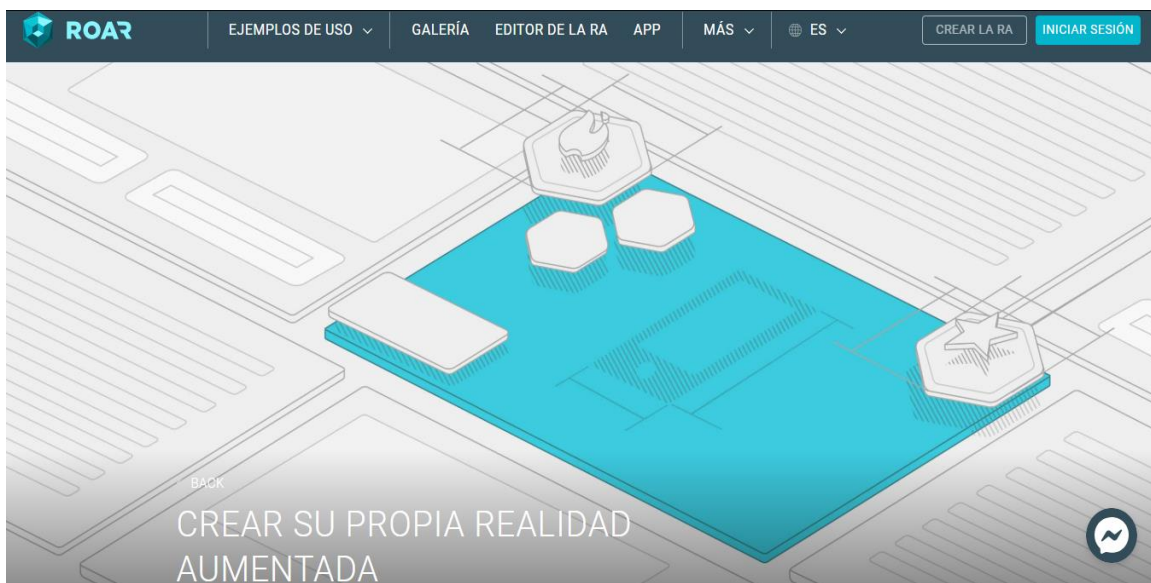 ROAR EJEMPLOS DE USO GALERÍA EDITOR DE LA RA APP MÁS ES CREAR LA RA INICIAR SESIÓN
BACK
CREAR SU PROPIA REALIDAD
AUMENTADA